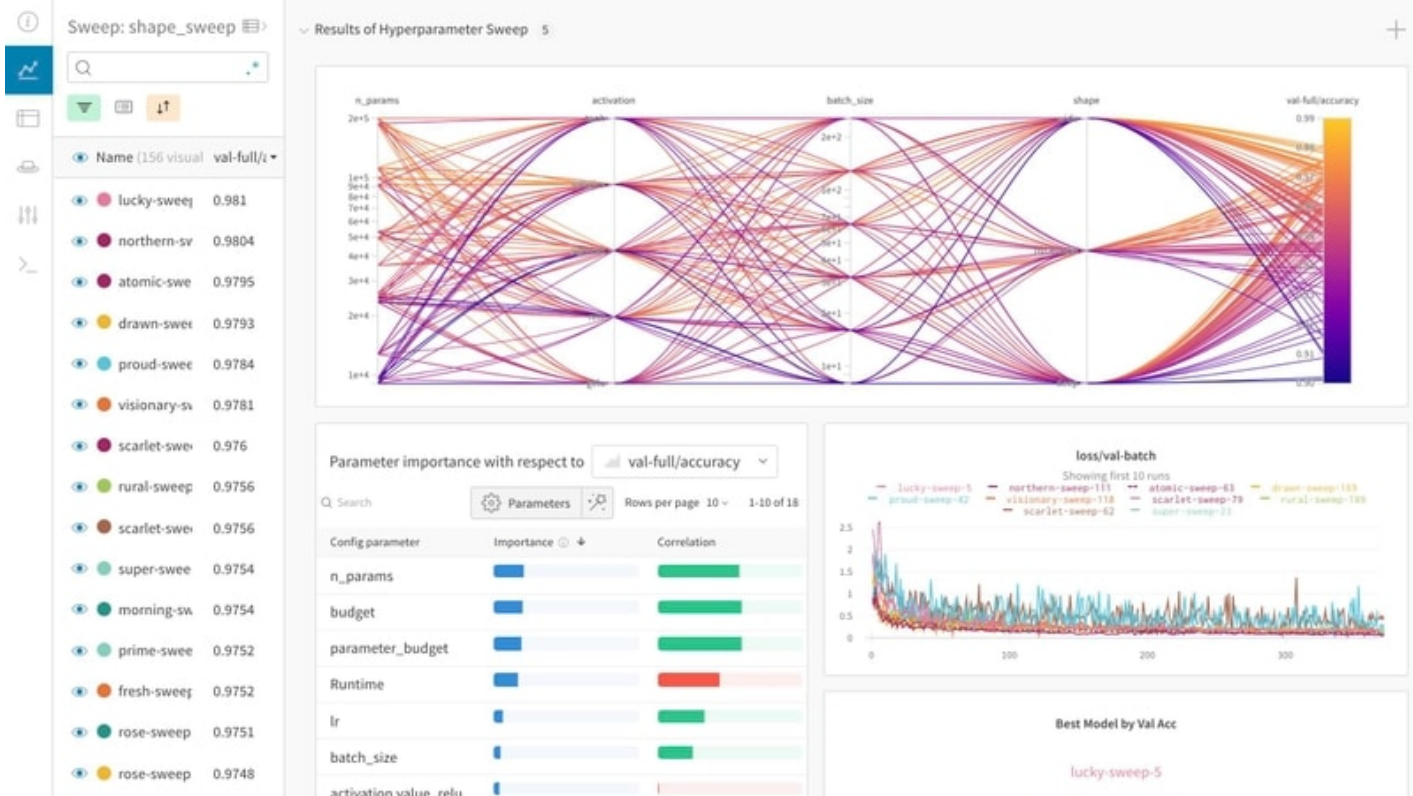 Sweep: shape_sweep
Name (156 visual val-full/a
lucky-sweep 0.981
northern-sw 0.9804
atomic-swe 0.9795
drawn-swee 0.9793
proud-swee 0.9784
visionary-sw 0.9781
scarlet-swe 0.976
rural-sweep 0.9756
scarlet-swe 0.9756
super-swee 0.9754
morning-sw 0.9754
prime-swee 0.9752
fresh-sweep 0.9752
rose-sweep 0.9751
rose-sweep 0.9748
Results of Hyperparameter Sweep 5
n_params activation batch_size shape val-full/accuracy
2e+5
1e+5
9e+4
8e+4
7e+4
6e+4
5e+4
4e+4
3e+4
2e+4
1e+4
2e+2
1e+2
1e+1
0.99
0.91
0.90
Parameter importance with respect to val-full/accuracy
Search Parameters Rows per page 10 1-10 of 18
Config parameter Importance Correlation
n_params
budget
parameter_budget
Runtime
lr
batch_size
activation.value_relu
loss/val-batch
Showing first 10 runs
lucky-sweep-5 northern-sweep-111 atomic-sweep-63
proud-sweep-42 visionary-sweep-118 scarlet-sweep-79
scarlet-sweep-62
2.5
2
1.5
1
0.5
0
0 100 200 300
Best Model by Val Acc
lucky-sweep-5